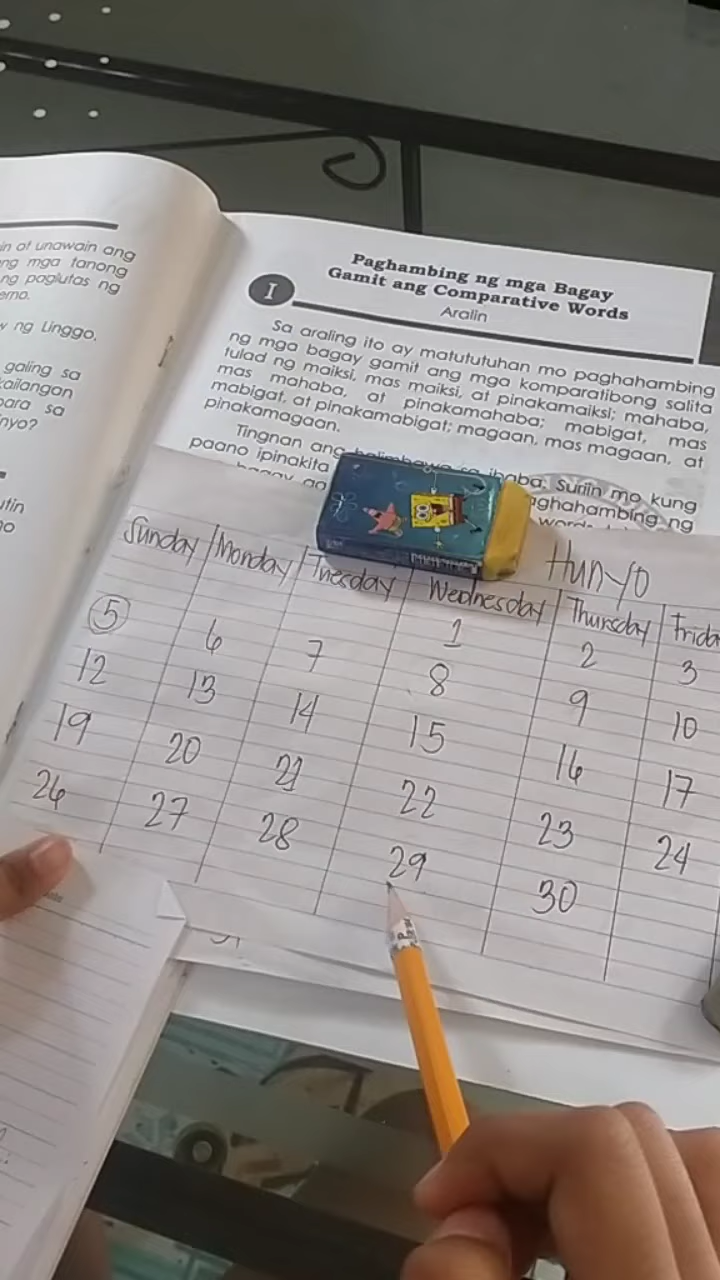 in at unawain ang
ng mga tanong
ng paglutas ng
ng Linggo.
galing sa
kailangan
para sa
nyo?
Paghambing ng mga Bagay
Gamit ang Comparative Words
I
Aralin
Sa araling ito ay matututuhan mo paghahambing
ng mga bagay gamit ang mga komparatibong salita
tulad ng maiksi, mas maiksi, at pinakamaiksi; mahaba,
mas mahaba, at pinakamahaba; mabigat, mas
mabigat, at pinakamabigat; magaan, mas magaan, at
pinakamagaan.
Tingnan ang sa ibaba. Suriin mo kung
paano ipinakita paghahambing ng
Hunyo
Sunday Monday Tuesday Wednesday Thursday Frida
1 2 3
5 6 7 8 9 10
12 13 14 15 16 17
19 20 21 22 23 24
26 27 28 29 30